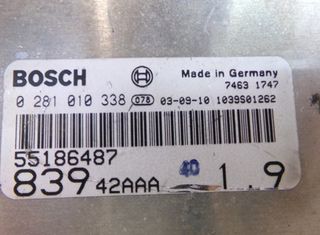 BOSCH Made in Germany
7463 1747
0 281 010 338 078 03-09-10 1039S01262
55186487
839 42AAA 40 1.9